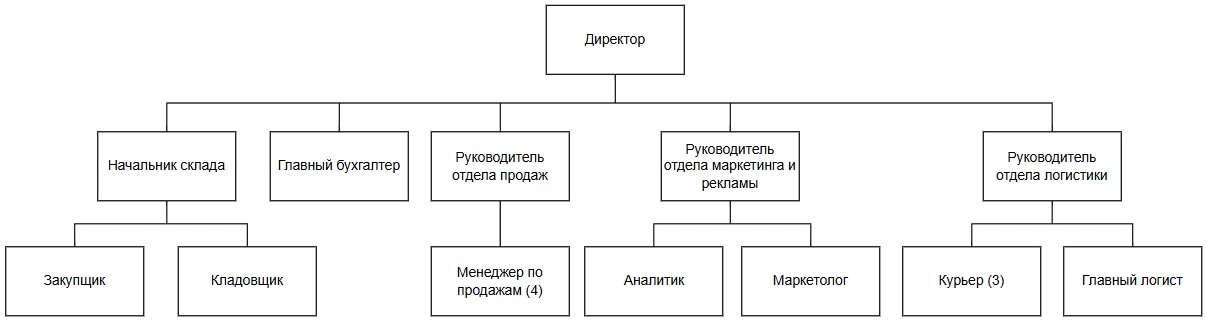 Директор
Начальник склада
Главный бухгалтер
Руководитель
отдела продаж
Руководитель
отдела маркетинга и
рекламы
Руководитель
отдела логистики
Закупщик
Кладовщик
Менеджер по
продажам (4)
Аналитик
Маркетолог
Курьер (3)
Главный логист